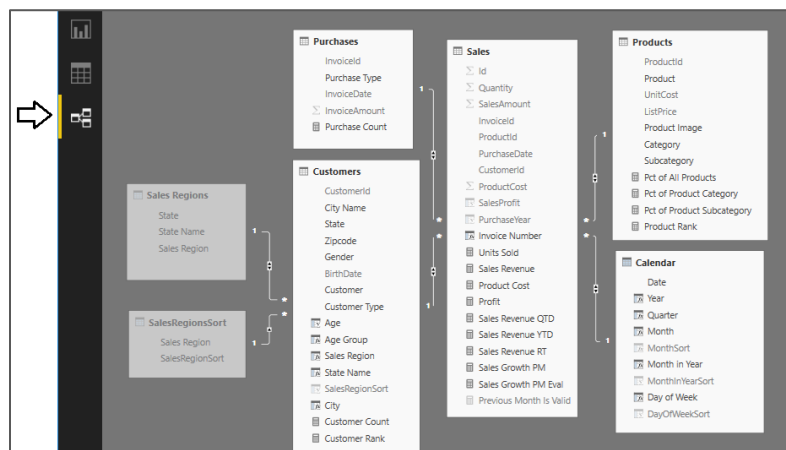 Purchases
InvoiceId
Purchase Type
InvoiceDate
InvoiceAmount
Purchase Count
Customers
CustomerId
City Name
State
Zipcode
Gender
BirthDate
Customer
Customer Type
Age
Age Group
Sales Region
State Name
SalesRegionSort
City
Customer Count
Customer Rank
Sales Regions
State
State Name
Sales Region
SalesRegionsSort
Sales Region
SalesRegionSort
Sales
Id
Quantity
SalesAmount
InvoiceId
ProductId
PurchaseDate
CustomerId
ProductCost
SalesProfit
PurchaseYear
Invoice Number
Units Sold
Sales Revenue
Product Cost
Profit
Sales Revenue QTD
Sales Revenue YTD
Sales Revenue RT
Sales Growth PM
Sales Growth PM Eval
Previous Month Is Valid
Products
ProductId
Product
UnitCost
ListPrice
Product Image
Category
Subcategory
Pct of All Products
Pct of Product Category
Pct of Product Subcategory
Product Rank
Calendar
Date
Year
Quarter
Month
MonthSort
Month in Year
MonthInYearSort
Day of Week
DayOfWeekSort
1
*
1
*
1
*
1
*
1
*
1
*